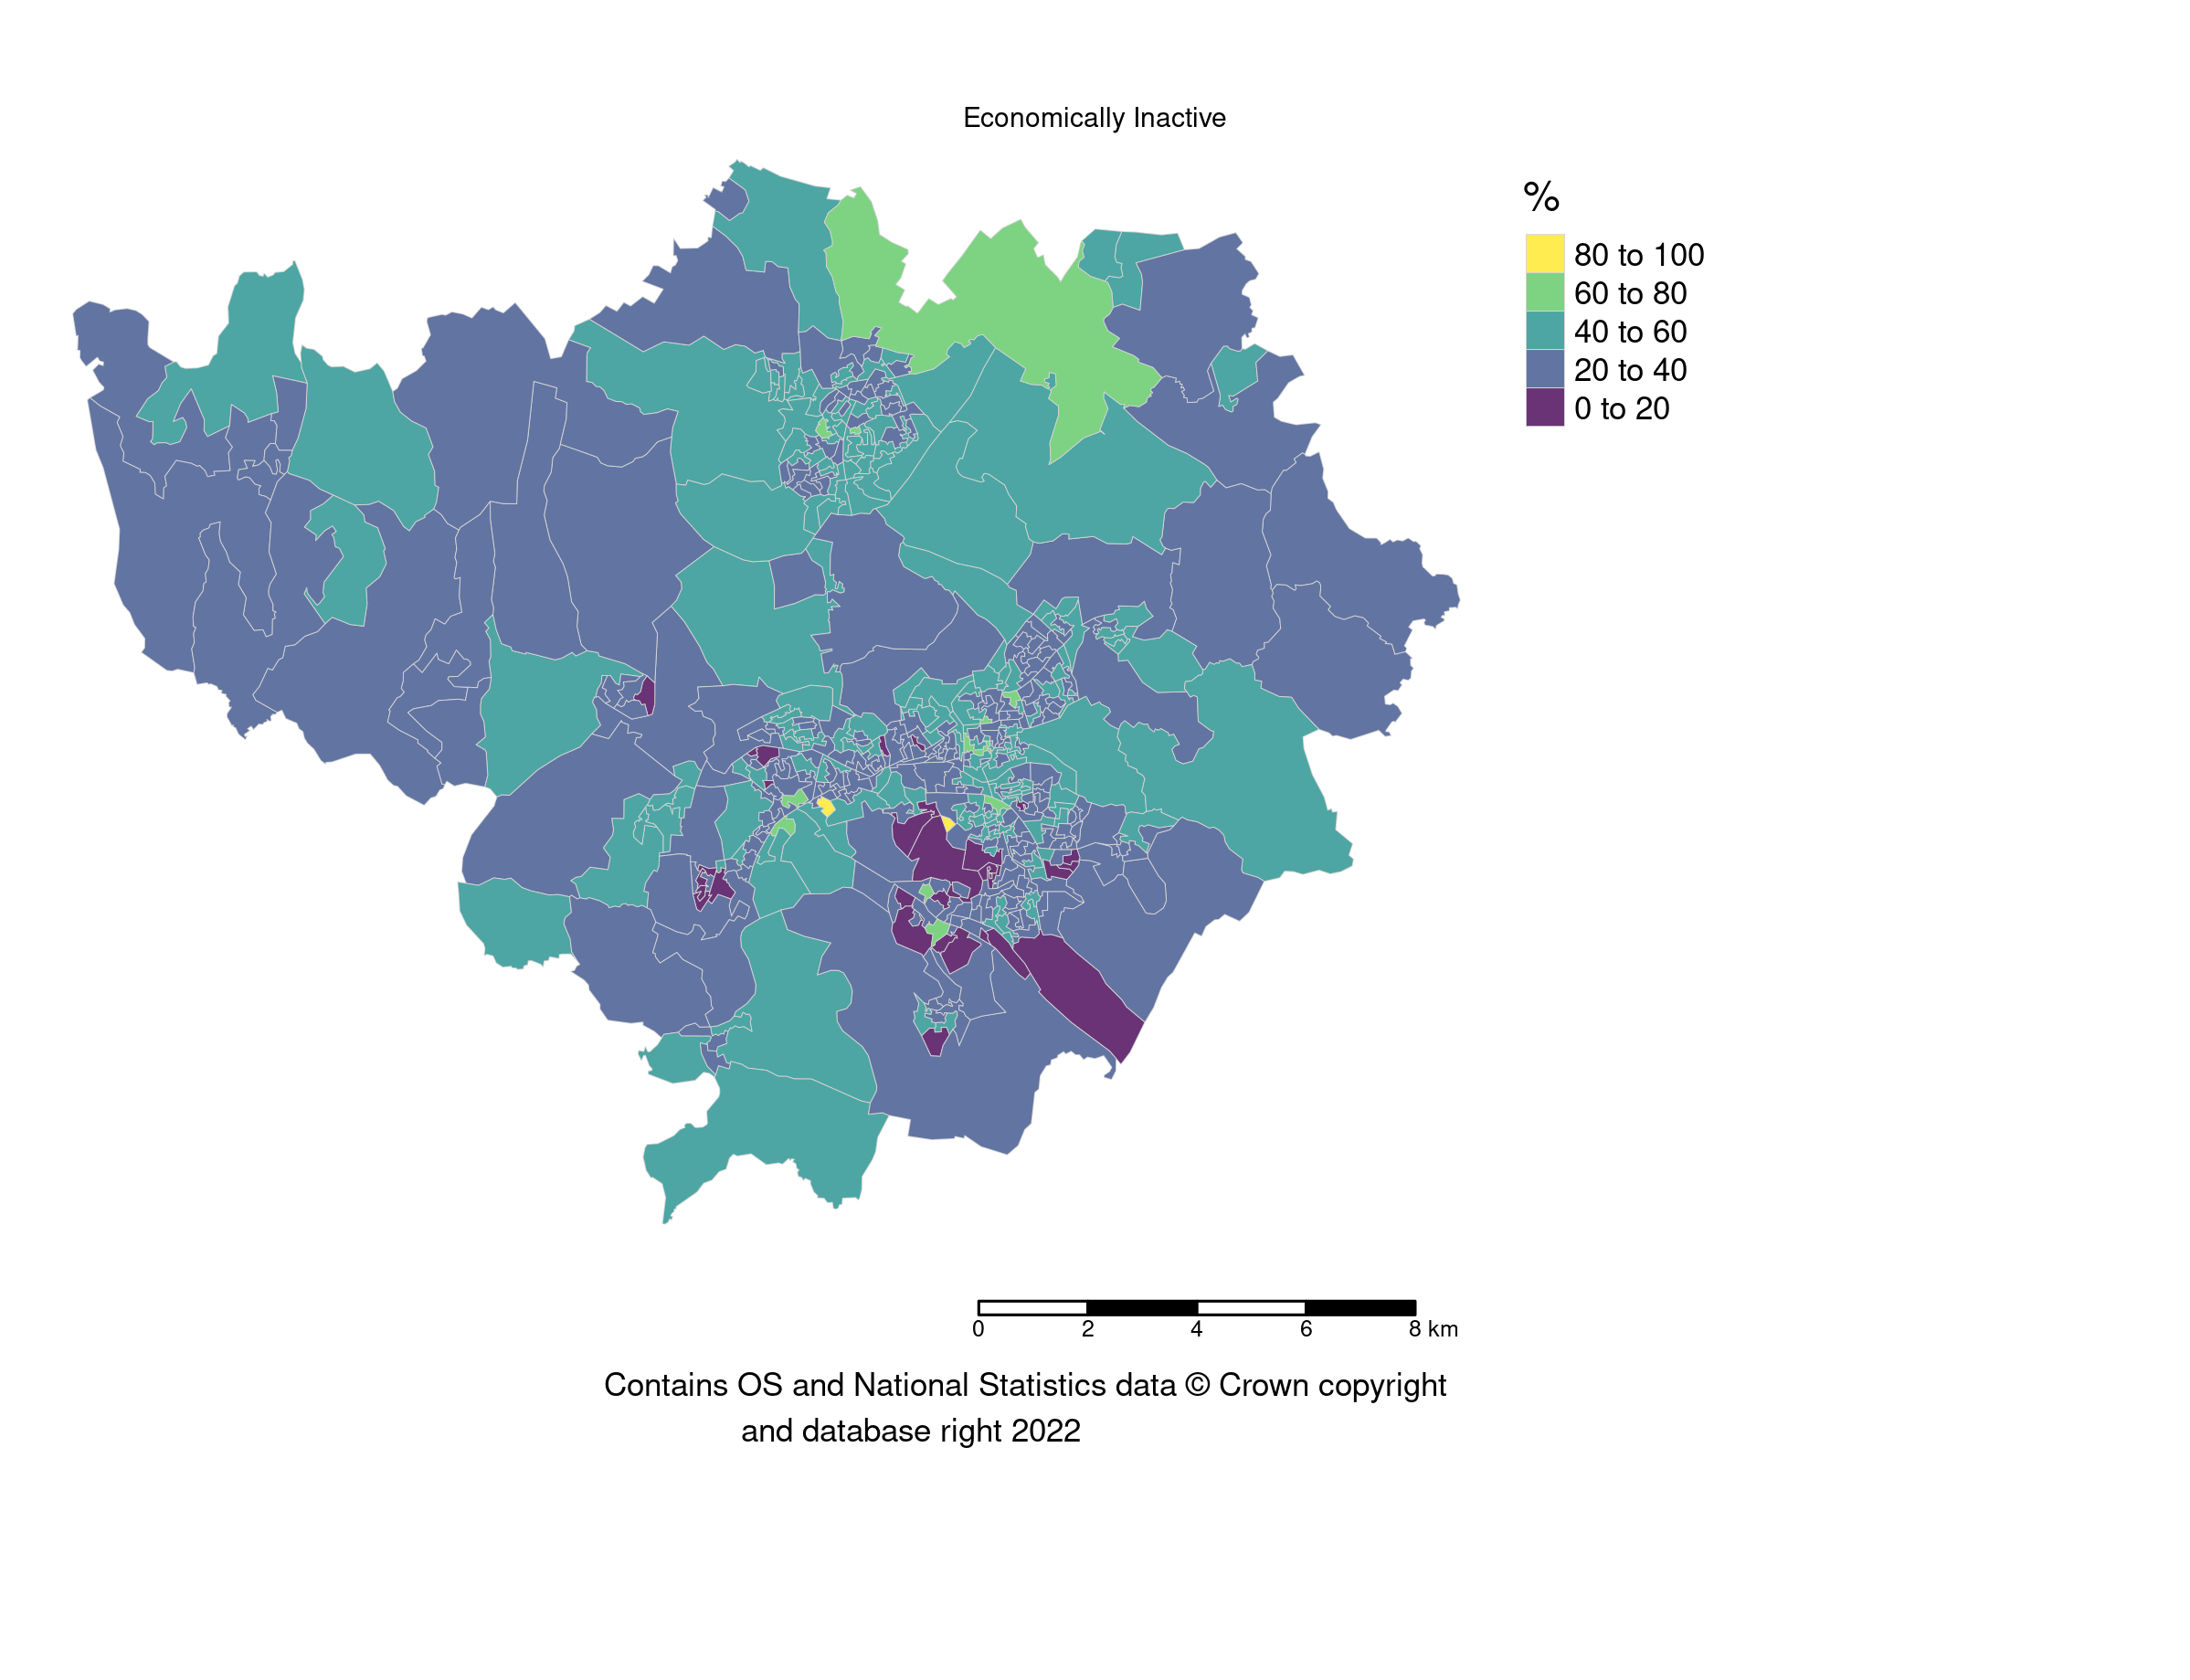 Economically Inactive
%
80 to 100
60 to 80
40 to 60
20 to 40
0 to 20
0 2 4 6 8 km
Contains OS and National Statistics data © Crown copyright
and database right 2022